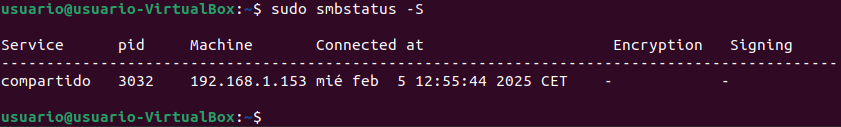 usuario@usuario-VirtualBox:~$ sudo smbstatus -S
Service      pid     Machine       Connected at                     Encryption   Signing
---------------------------------------------------------------------------------------------
compartido   3032    192.168.1.153 mié feb  5 12:55:44 2025 CET    -            -
usuario@usuario-VirtualBox:~$